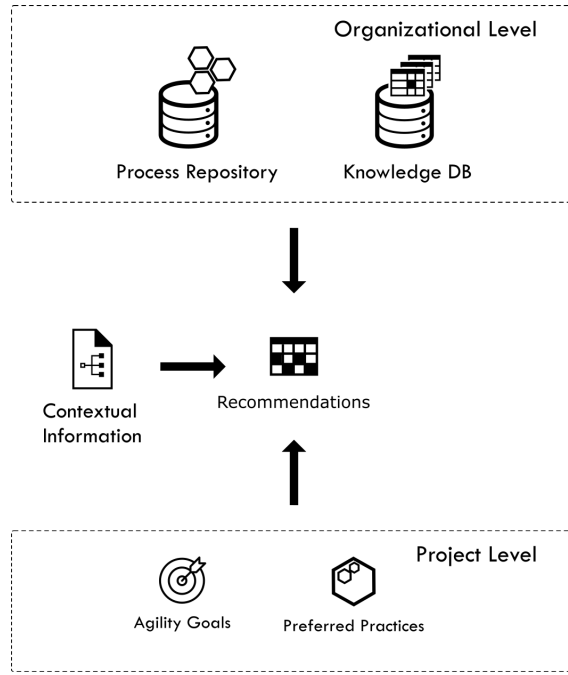 Organizational Level
Process Repository
Knowledge DB
Contextual
Information
Recommendations
Project Level
Agility Goals
Preferred Practices